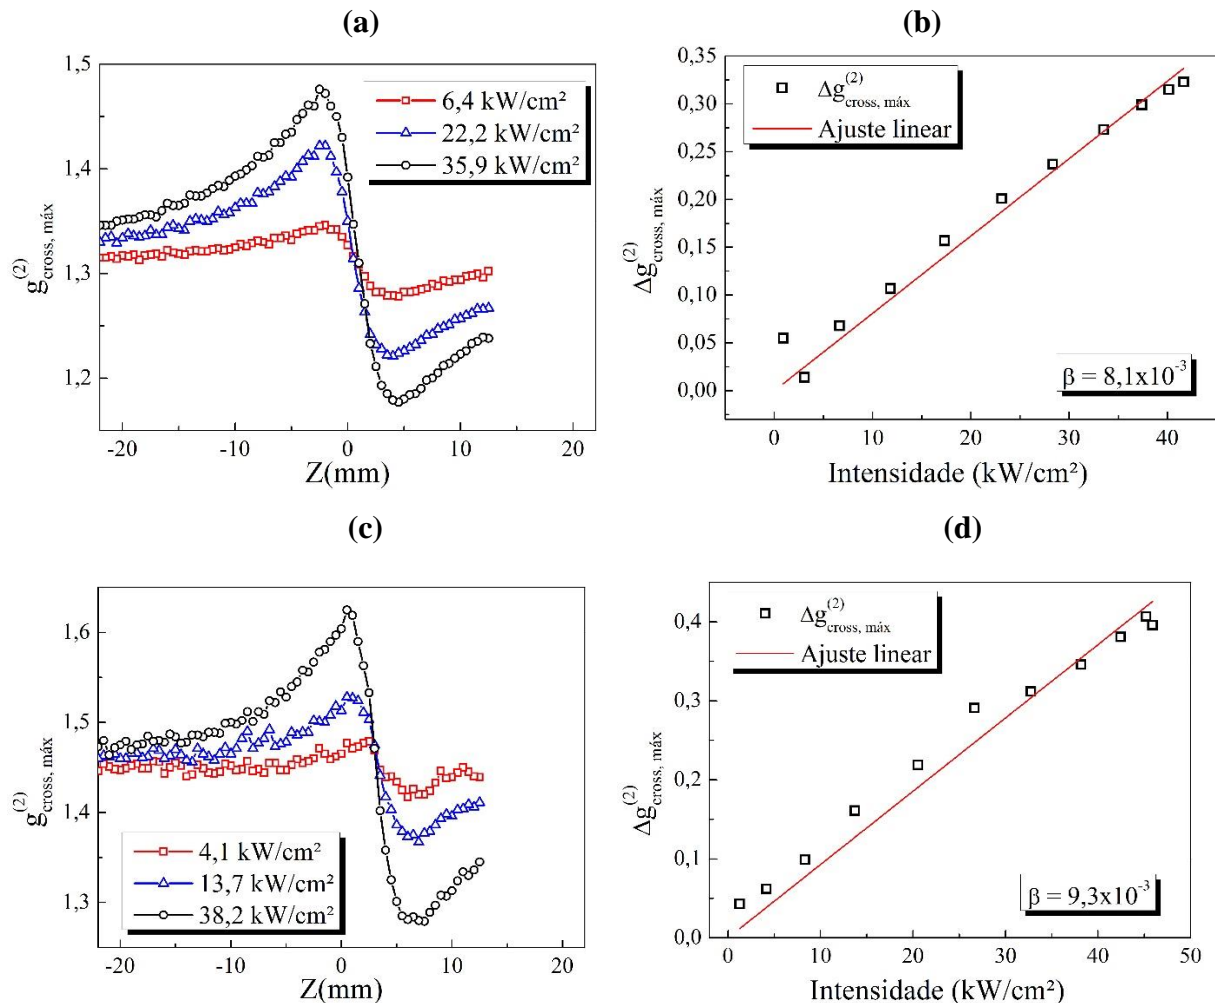 (a)
1,5
1,4
1,3
1,2
g(2)cross, máx
-20 -10 0 10 20
Z(mm)
6,4 kW/cm²
22,2 kW/cm²
35,9 kW/cm²
(b)
0,35
0,30
0,25
0,20
0,15
0,10
0,05
0,00
Δg(2)cross, máx
0 10 20 30 40
Intensidade (kW/cm²)
Δg(2)cross, máx
Ajuste linear
β = 8,1x10-3
(c)
1,6
1,5
1,4
1,3
g(2)cross, máx
-20 -10 0 10 20
Z(mm)
4,1 kW/cm²
13,7 kW/cm²
38,2 kW/cm²
(d)
0,4
0,3
0,2
0,1
0,0
Δg(2)cross, máx
0 10 20 30 40 50
Intensidade (kW/cm²)
Δg(2)cross, máx
Ajuste linear
β = 9,3x10-3